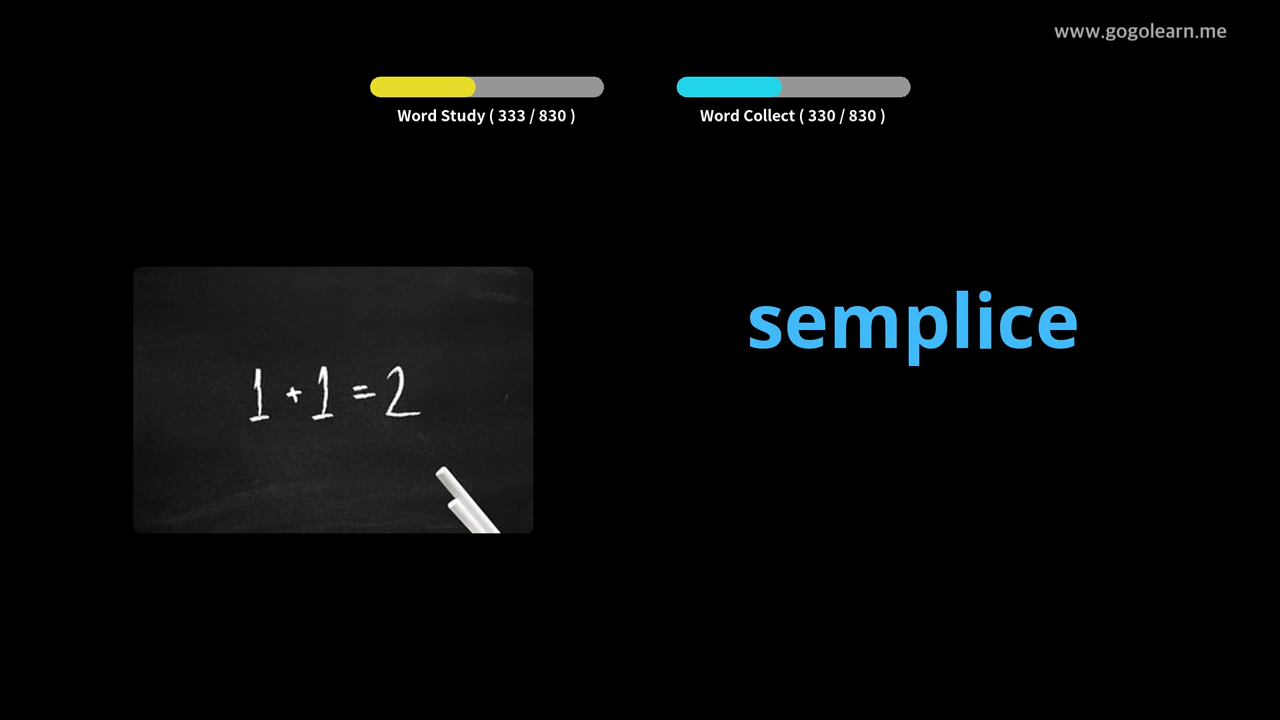 www.gogolearn.me
Word Study ( 333 / 830 )
Word Collect ( 330 / 830 )
semplice
1 + 1 = 2